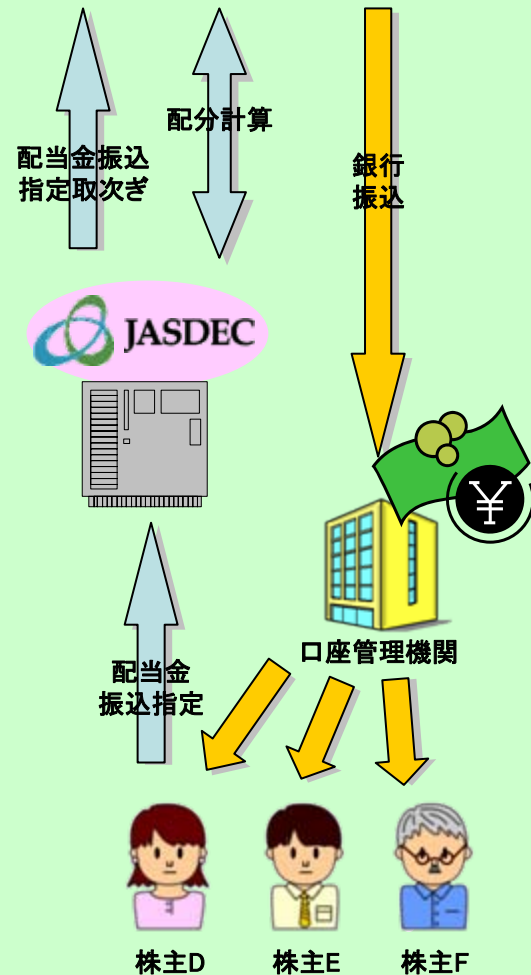 配当金振込
指定取次ぎ
配分計算
銀行
振込
JASDEC
¥
口座管理機関
配当金
振込指定
株主D
株主E
株主F